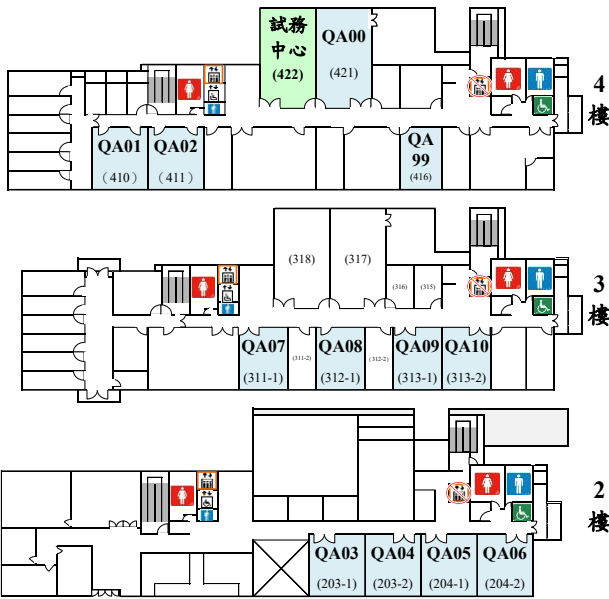 試務
中心
(422)
QA00
(421)
QA01
(410)
QA02
(411)
QA
99
(416)
4
樓
(318)
(317)
(316)
(315)
QA07
(311-1)
(311-2)
QA08
(312-1)
(312-2)
QA09
(313-1)
QA10
(313-2)
3
樓
QA03
(203-1)
QA04
(203-2)
QA05
(204-1)
QA06
(204-2)
2
樓